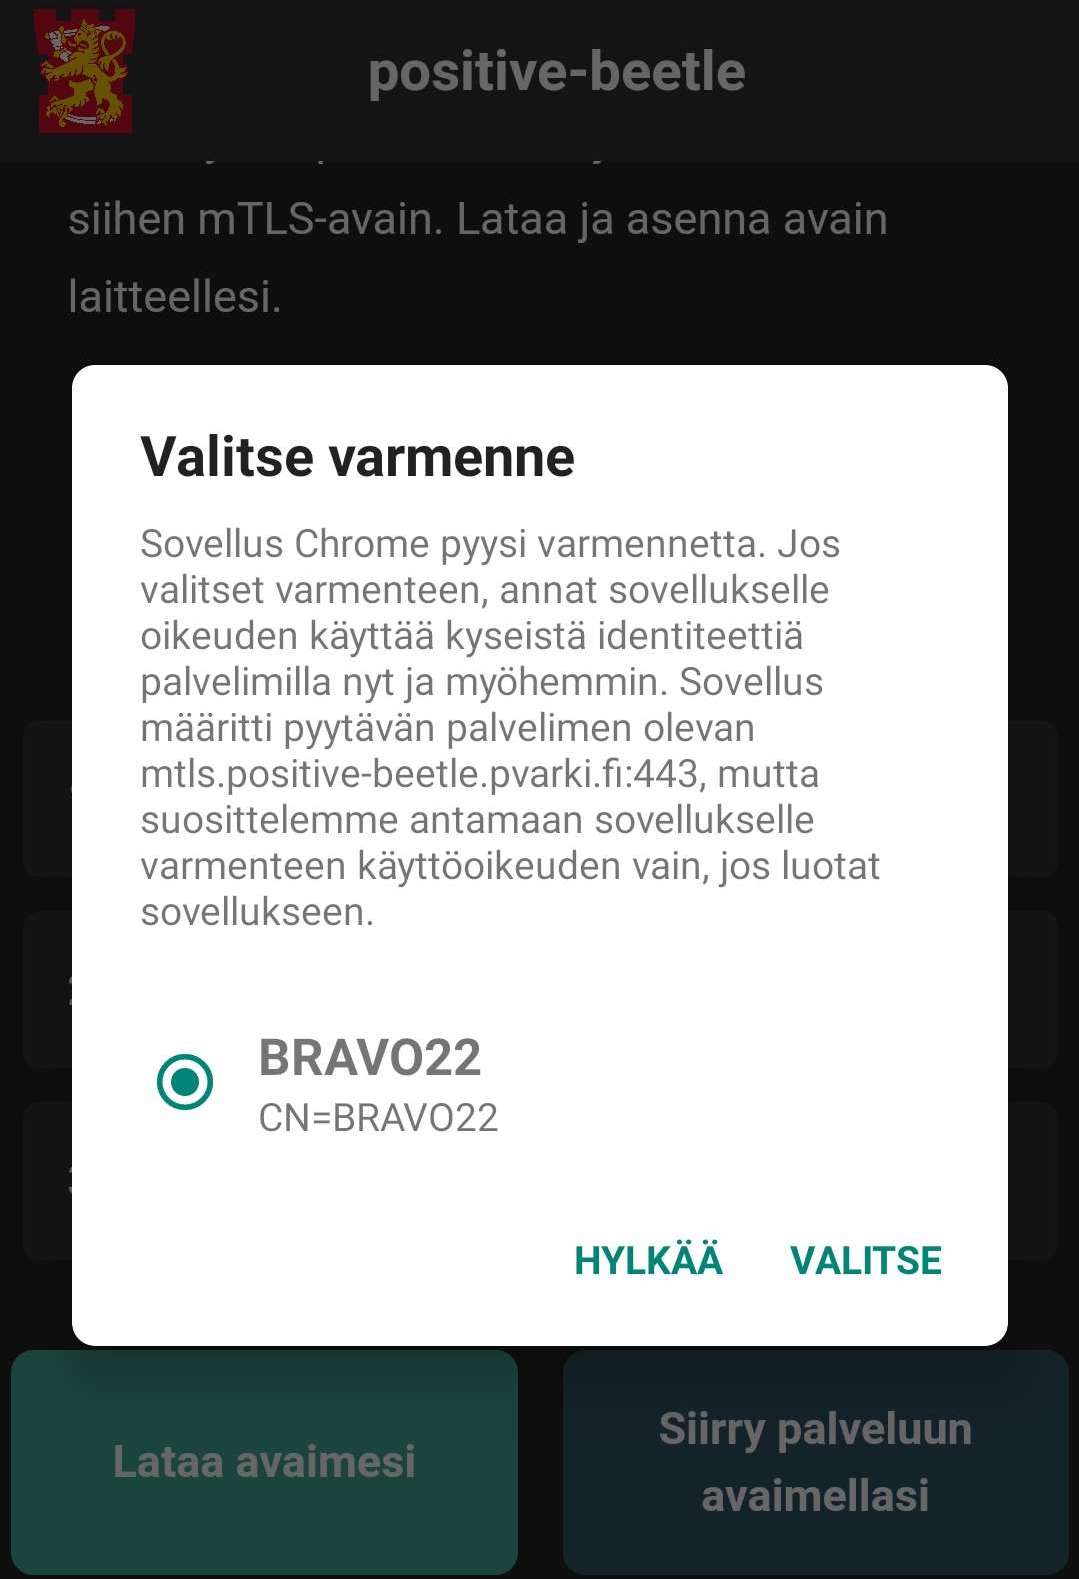 positive-beetle
siihen mTLS-avain. Lataa ja asenna avain
laitteellesi.
Valitse varmenne
Sovellus Chrome pyysi varmennetta. Jos
valitset varmenteen, annat sovellukselle
oikeuden käyttää kyseistä identiteettiä
palvelimilla nyt ja myöhemmin. Sovellus
määritti pyytävän palvelimen olevan
mtls.positive-beetle.pvarki.fi:443, mutta
suosittelemme antamaan sovellukselle
varmenteen käyttöoikeuden vain, jos luotat
sovellukseen.
BRAVO22
CN=BRAVO22
HYLKÄÄ VALITSE
Lataa avaimesi
Siirry palveluun
avaimellasi